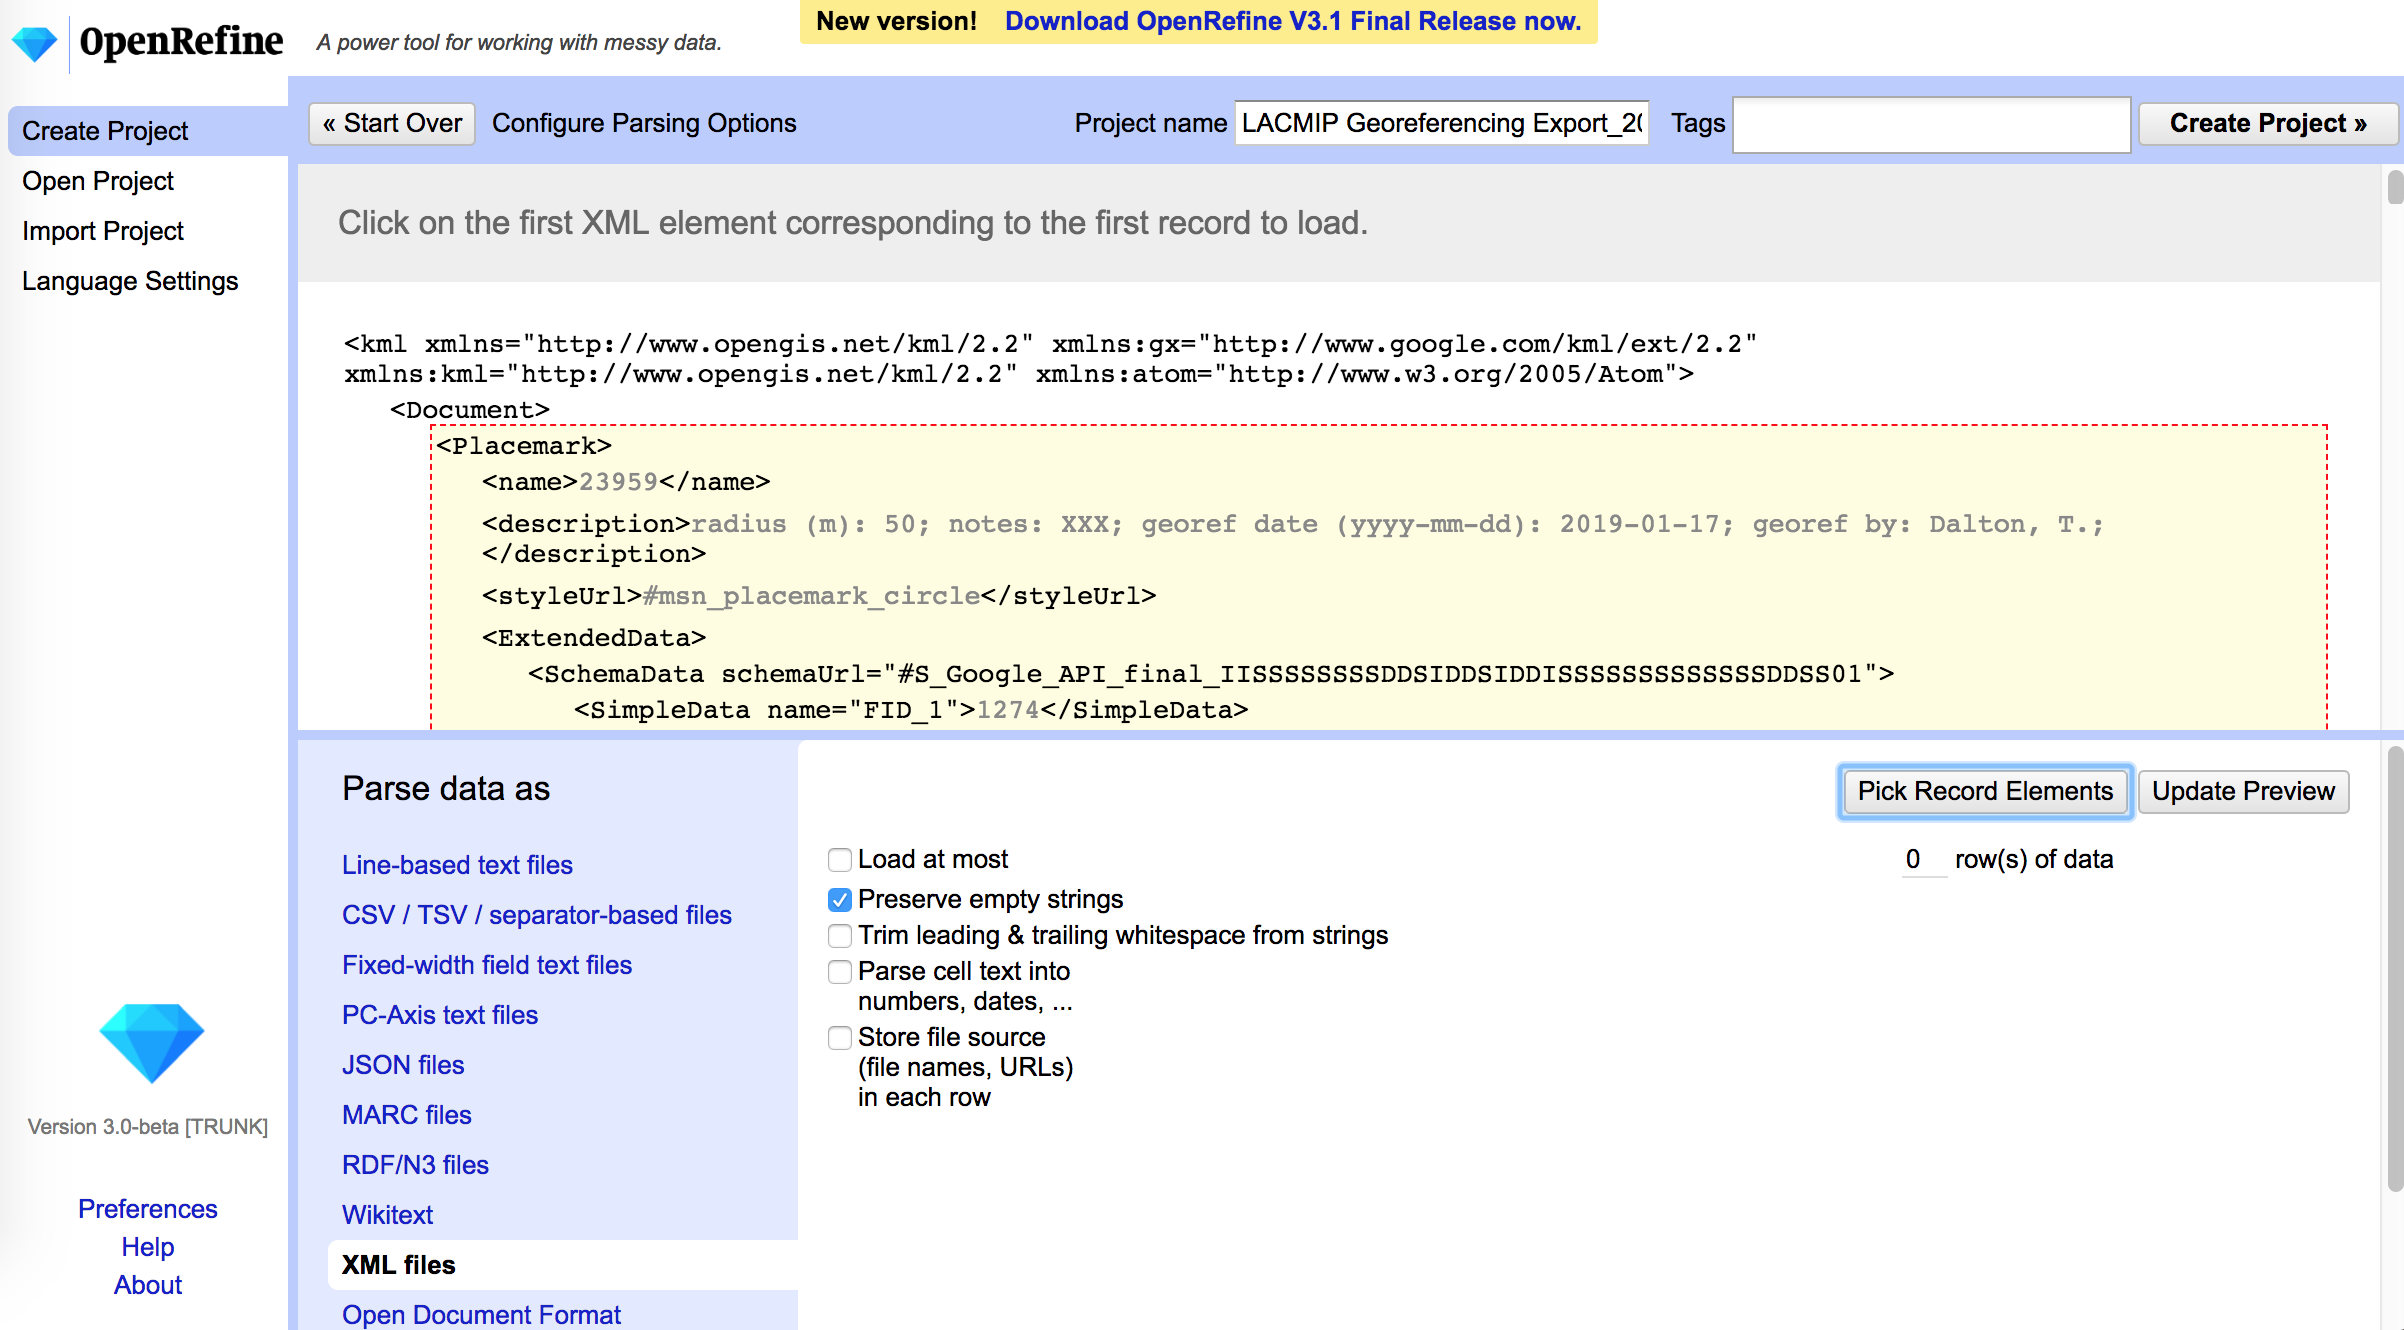 OpenRefine
A power tool for working with messy data.
New version! Download OpenRefine V3.1 Final Release now.
Create Project
Open Project
Import Project
Language Settings
« Start Over
Configure Parsing Options
Project name
LACMIP Georeferencing Export_20
Tags
Create Project »
Click on the first XML element corresponding to the first record to load.
<kml xmlns="http://www.opengis.net/kml/2.2" xmlns:gx="http://www.google.com/kml/ext/2.2"
xmlns:kml="http://www.opengis.net/kml/2.2" xmlns:atom="http://www.w3.org/2005/Atom">
<Document>
<Placemark>
<name>23959</name>
<description>radius (m): 50; notes: XXX; georef date (yyyy-mm-dd): 2019-01-17; georef by: Dalton, T.;
</description>
<styleUrl>#msn_placemark_circle</styleUrl>
<ExtendedData>
<SchemaData schemaUrl="#S_Google_API_final_IISSSSSSSSDDSIDDSIDDISSSSSSSSSSSSSDDSS01">
<SimpleData name="FID_1">1274</SimpleData>
Parse data as
Line-based text files
CSV / TSV / separator-based files
Fixed-width field text files
PC-Axis text files
JSON files
MARC files
RDF/N3 files
Wikitext
XML files
Open Document Format
Pick Record Elements
Update Preview
Load at most
0 row(s) of data
Preserve empty strings
Trim leading & trailing whitespace from strings
Parse cell text into
numbers, dates, ...
Store file source
(file names, URLs)
in each row
Version 3.0-beta [TRUNK]
Preferences
Help
About